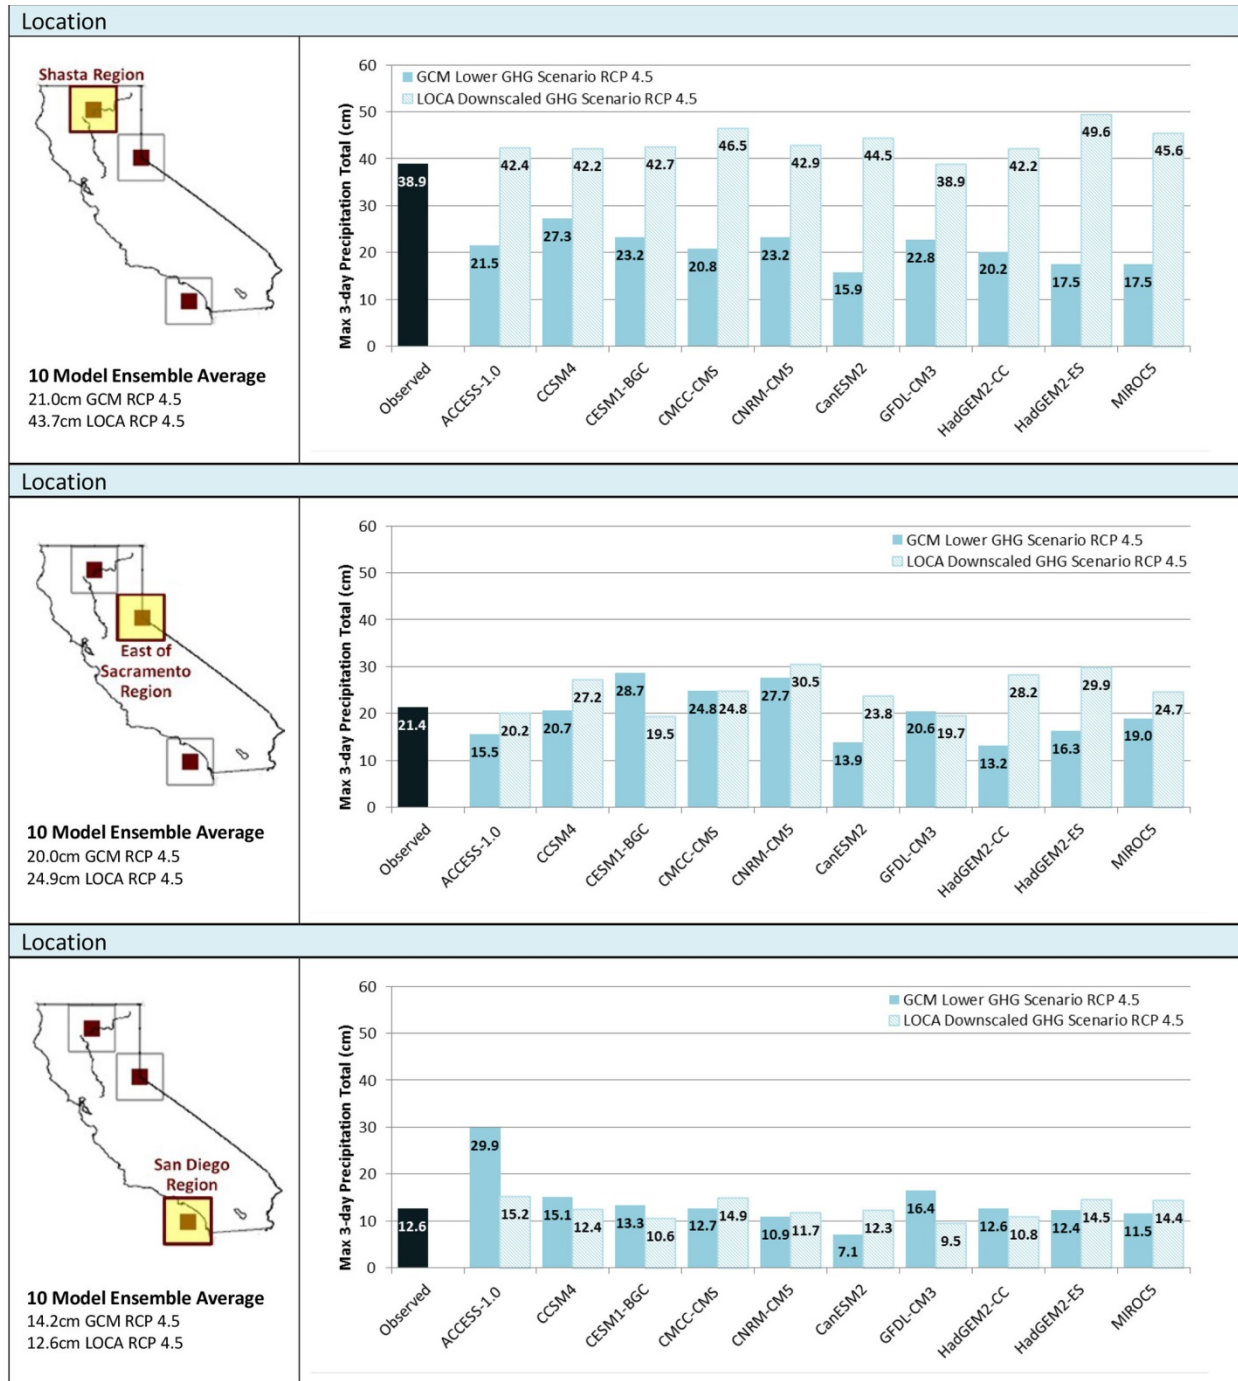 Location
Shasta Region
10 Model Ensemble Average
21.0cm GCM RCP 4.5
43.7cm LOCA RCP 4.5
Max 3-day Precipitation Total (cm)
60
50
40
30
20
10
0
GCM Lower GHG Scenario RCP 4.5
LOCA Downscaled GHG Scenario RCP 4.5
38.9
21.5
42.4
27.3
42.2
23.2
42.7
20.8
46.5
23.2
42.9
15.9
44.5
22.8
38.9
20.2
42.2
17.5
49.6
17.5
45.6
Observed
ACCESS-1.0
CCSM4
CESM1-BGC
CMCC-CMS
CNRM-CM5
CanESM2
GFDL-CM3
HadGEM2-CC
HadGEM2-ES
MIROC5
Location
East of
Sacramento
Region
10 Model Ensemble Average
20.0cm GCM RCP 4.5
24.9cm LOCA RCP 4.5
Max 3-day Precipitation Total (cm)
60
50
40
30
20
10
0
GCM Lower GHG Scenario RCP 4.5
LOCA Downscaled GHG Scenario RCP 4.5
21.4
15.5
20.2
20.7
27.2
28.7
19.5
24.8
24.8
27.7
30.5
13.9
23.8
20.6
19.7
13.2
28.2
16.3
29.9
19.0
24.7
Observed
ACCESS-1.0
CCSM4
CESM1-BGC
CMCC-CMS
CNRM-CM5
CanESM2
GFDL-CM3
HadGEM2-CC
HadGEM2-ES
MIROC5
Location
San Diego
Region
10 Model Ensemble Average
14.2cm GCM RCP 4.5
12.6cm LOCA RCP 4.5
Max 3-day Precipitation Total (cm)
60
50
40
30
20
10
0
GCM Lower GHG Scenario RCP 4.5
LOCA Downscaled GHG Scenario RCP 4.5
12.6
29.9
15.2
15.1
12.4
13.3
10.6
12.7
14.9
10.9
11.7
7.1
12.3
16.4
9.5
12.6
10.8
12.4
14.5
11.5
14.4
Observed
ACCESS-1.0
CCSM4
CESM1-BGC
CMCC-CMS
CNRM-CM5
CanESM2
GFDL-CM3
HadGEM2-CC
HadGEM2-ES
MIROC5